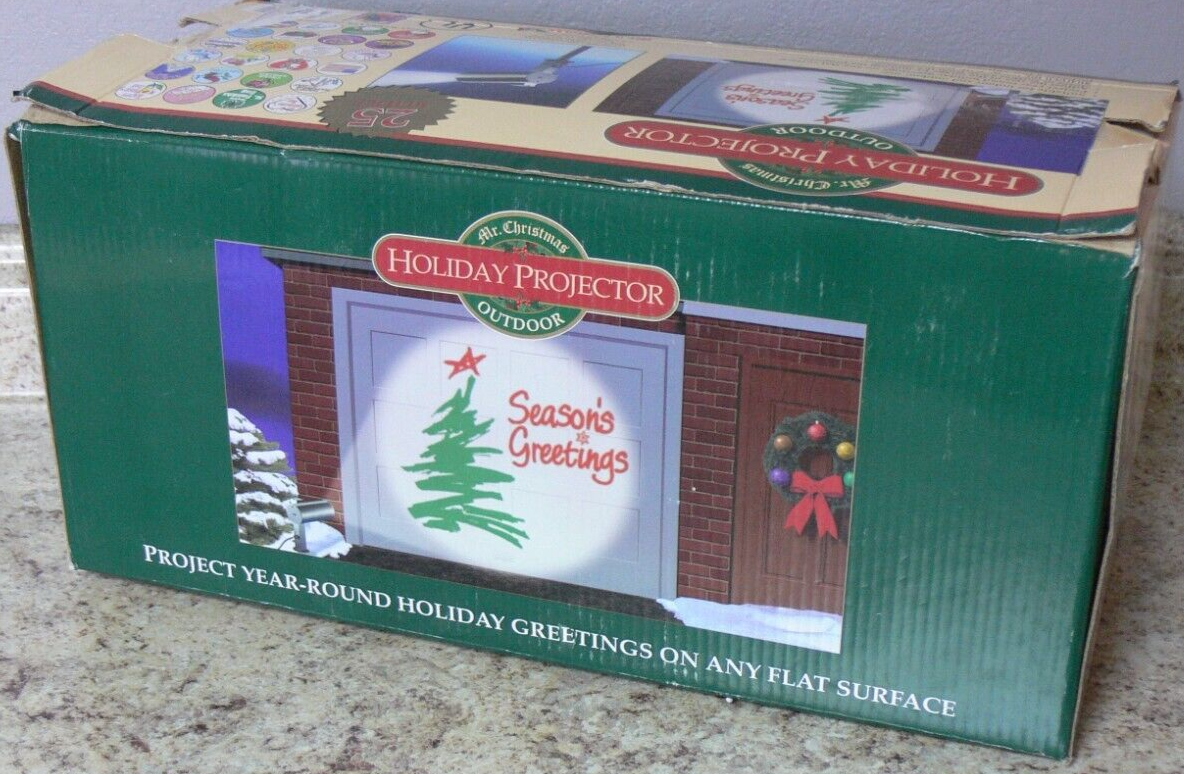 25
Season's
Greetings
Mr. Christmas
HOLIDAY PROJECTOR
OUTDOOR
Mr. Christmas
HOLIDAY PROJECTOR
OUTDOOR
Season's
Greetings
PROJECT YEAR-ROUND HOLIDAY GREETINGS ON ANY FLAT SURFACE